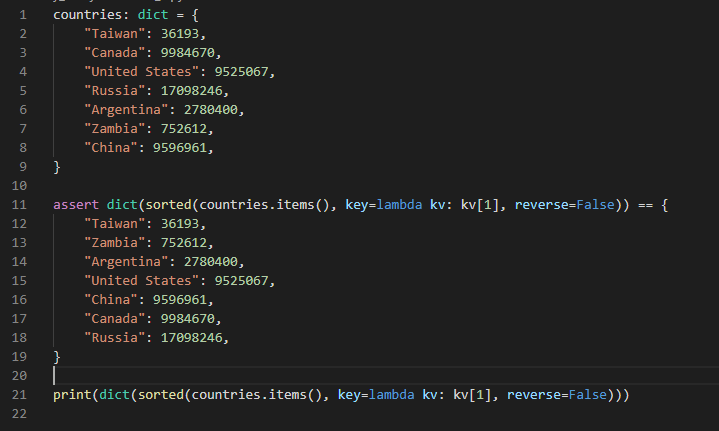 1 countries: dict = {
2     "Taiwan": 36193,
3     "Canada": 9984670,
4     "United States": 9525067,
5     "Russia": 17098246,
6     "Argentina": 2780400,
7     "Zambia": 752612,
8     "China": 9596961,
9 }
10
11 assert dict(sorted(countries.items(), key=lambda kv: kv[1], reverse=False)) == {
12     "Taiwan": 36193,
13     "Zambia": 752612,
14     "Argentina": 2780400,
15     "United States": 9525067,
16     "China": 9596961,
17     "Canada": 9984670,
18     "Russia": 17098246,
19 }
20
21 print(dict(sorted(countries.items(), key=lambda kv: kv[1], reverse=False)))
22